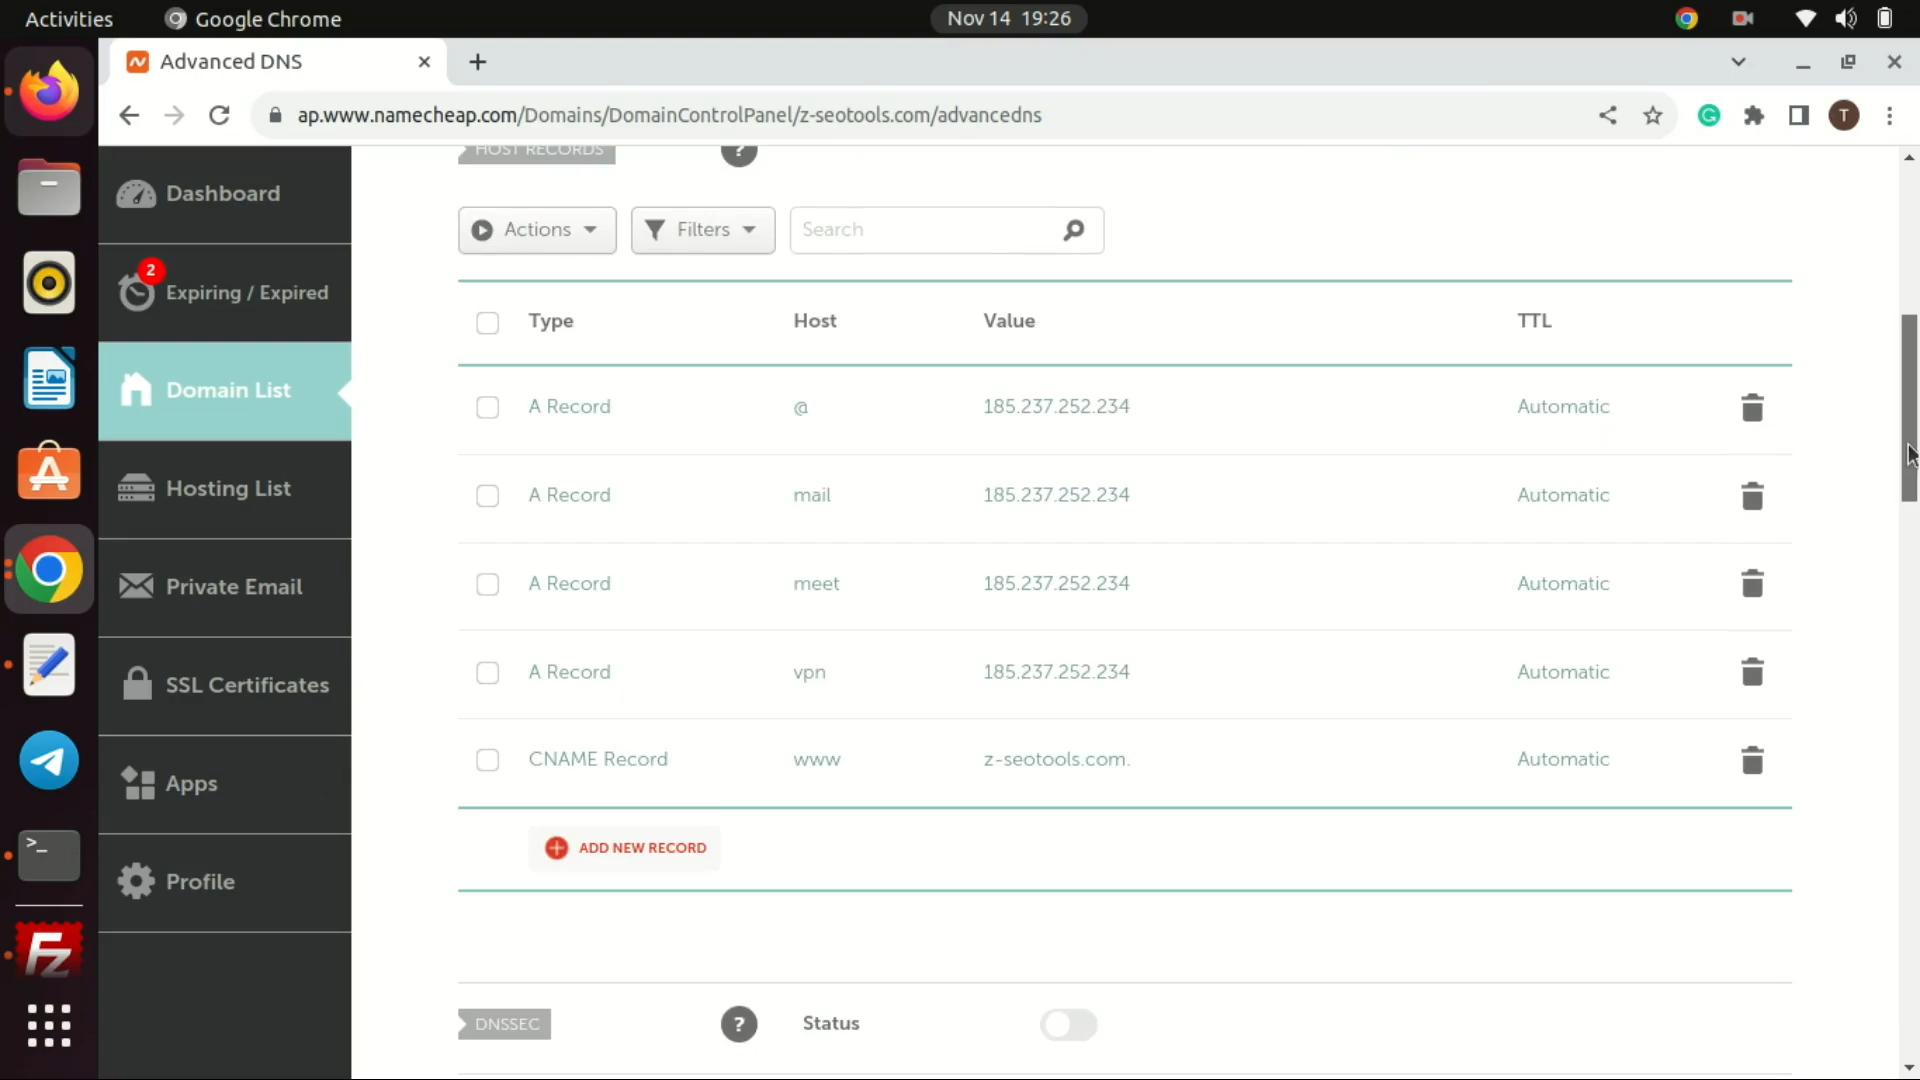 Activities
Google Chrome
Nov 14 19:26
Advanced DNS
ap.www.namecheap.com/Domains/DomainControlPanel/z-seotools.com/advancedns
T
HOST RECORDS
?
Dashboard
Actions
Filters
Search
2
Expiring / Expired
Type Host Value TTL
Domain List
A Record @ 185.237.252.234 Automatic
Hosting List
A Record mail 185.237.252.234 Automatic
Private Email
A Record meet 185.237.252.234 Automatic
SSL Certificates
A Record vpn 185.237.252.234 Automatic
Apps
CNAME Record www z-seotools.com. Automatic
ADD NEW RECORD
Profile
DNSSEC
?
Status